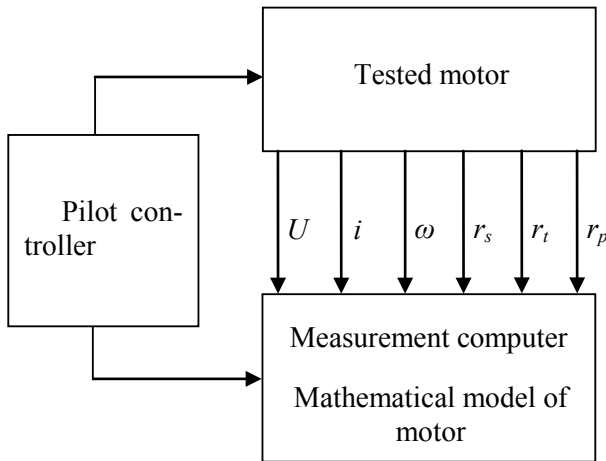 Tested motor
Pilot con-
troller
U i ω r_s r_t r_p
Measurement computer
Mathematical model of
motor